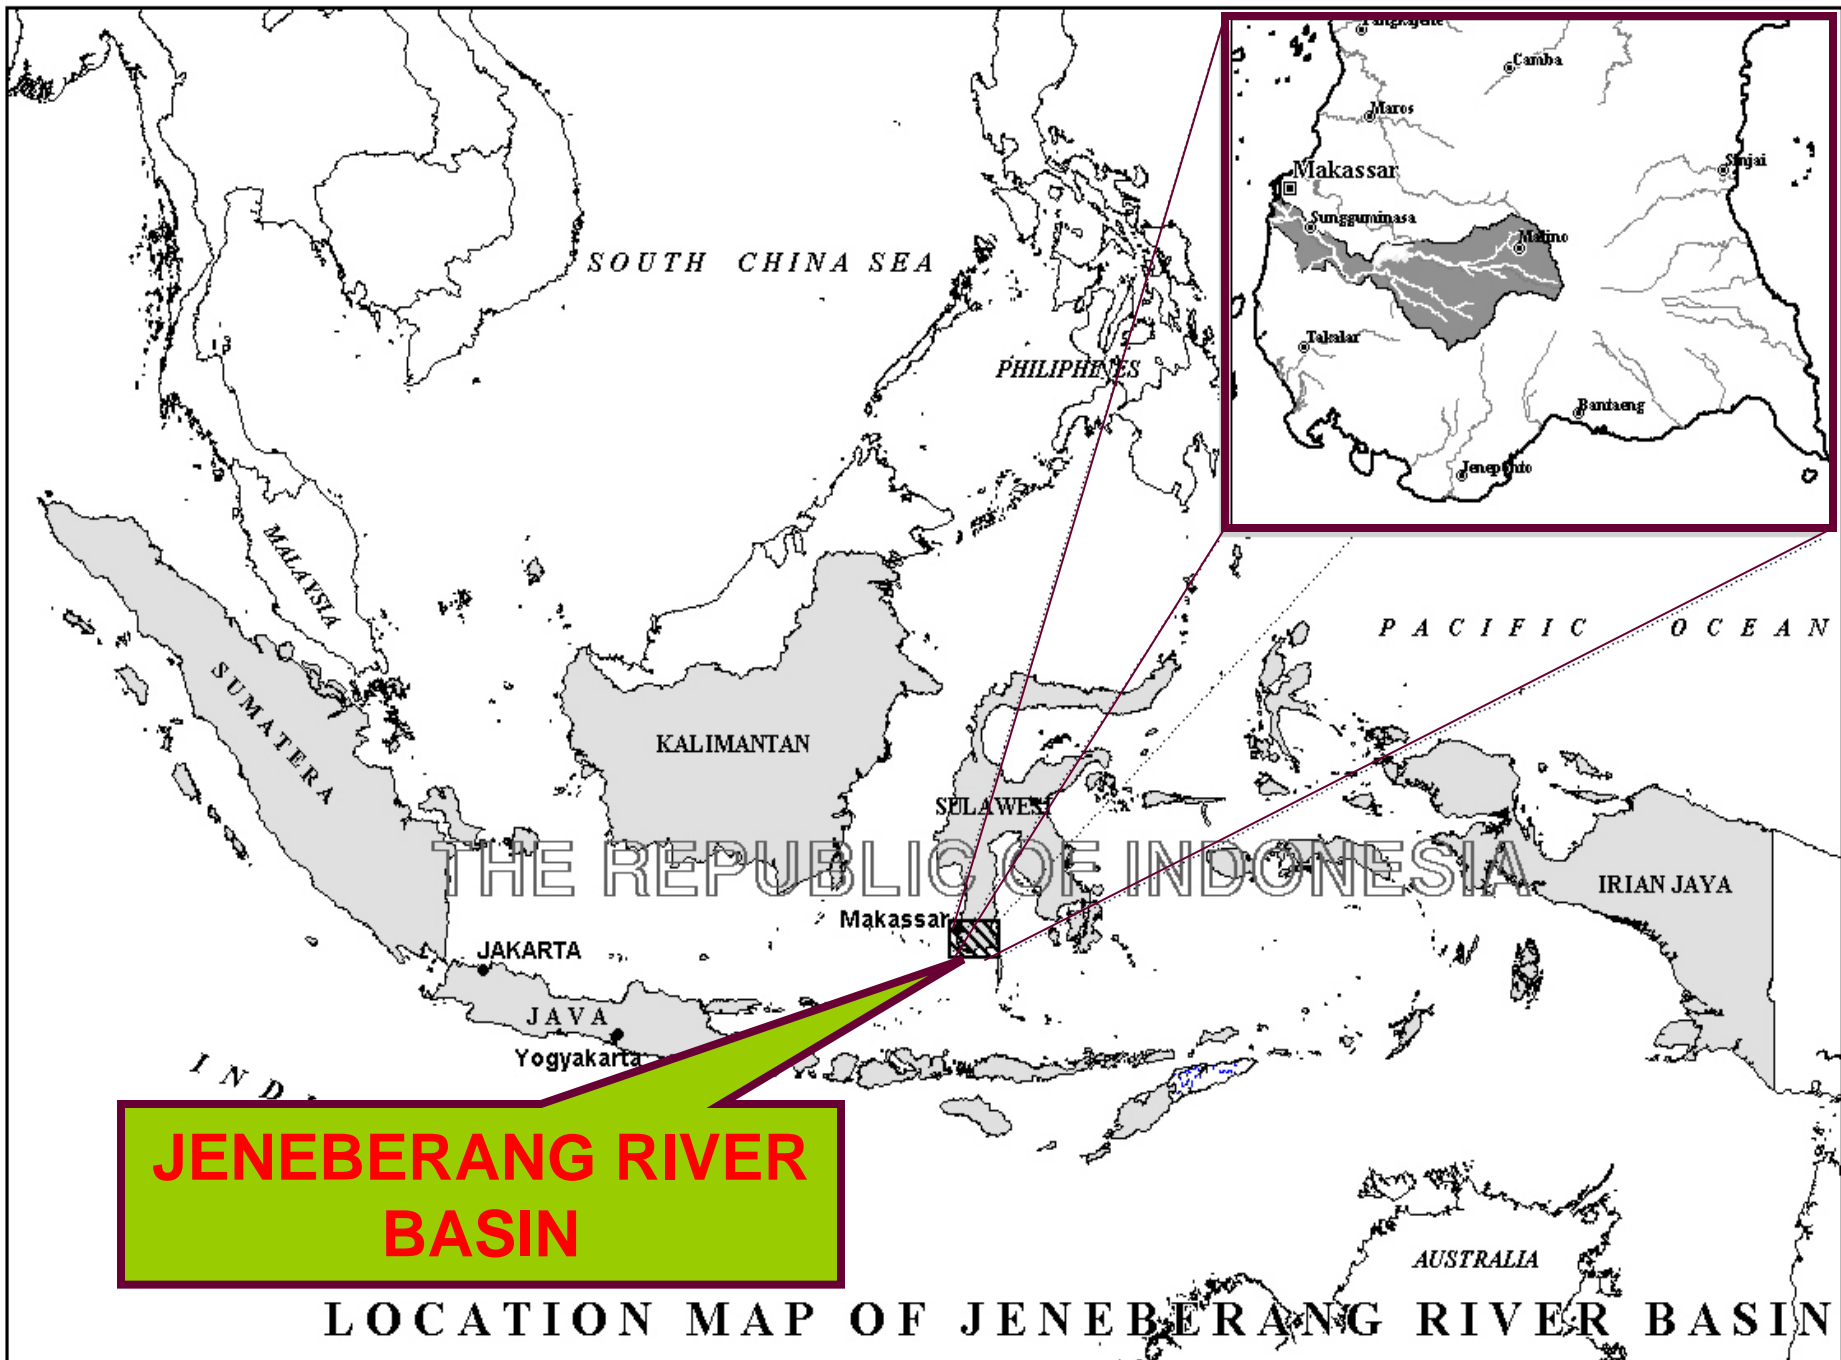 Pangkajene
Camba
Maros
Sinjai
Makassar
Sungguminasa
Malino
Takalar
Bantaeng
Jeneponto
SOUTH CHINA SEA
PHILIPHINES
MALAYSIA
PACIFIC OCEAN
SUMATERA
KALIMANTAN
SULAWESI
THE REPUBLIC OF INDONESIA
IRIAN JAYA
Makassar
JAKARTA
JAVA
Yogyakarta
JENEBERANG RIVER
BASIN
AUSTRALIA
LOCATION MAP OF JENEBERANG RIVER BASIN